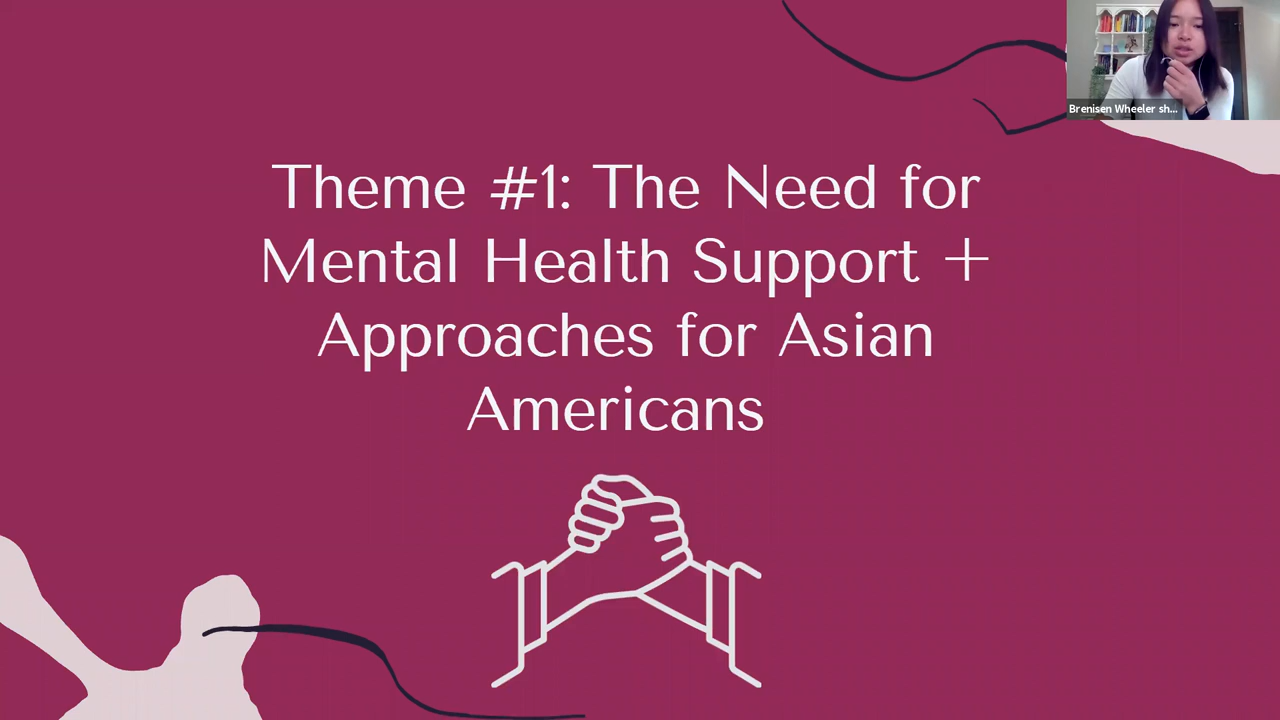 Brenisen Wheeler sh...
Theme #1: The Need for
Mental Health Support +
Approaches for Asian
Americans